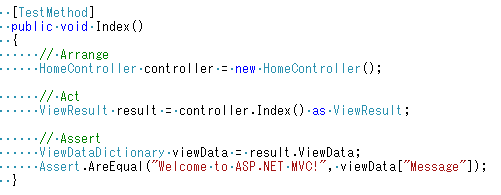 [TestMethod]
public void Index()
{
// Arrange
HomeController controller = new HomeController();
// Act
ViewResult result = controller.Index() as ViewResult;
// Assert
ViewDataDictionary viewData = result.ViewData;
Assert.AreEqual("Welcome to ASP.NET MVC!", viewData["Message"]);
}